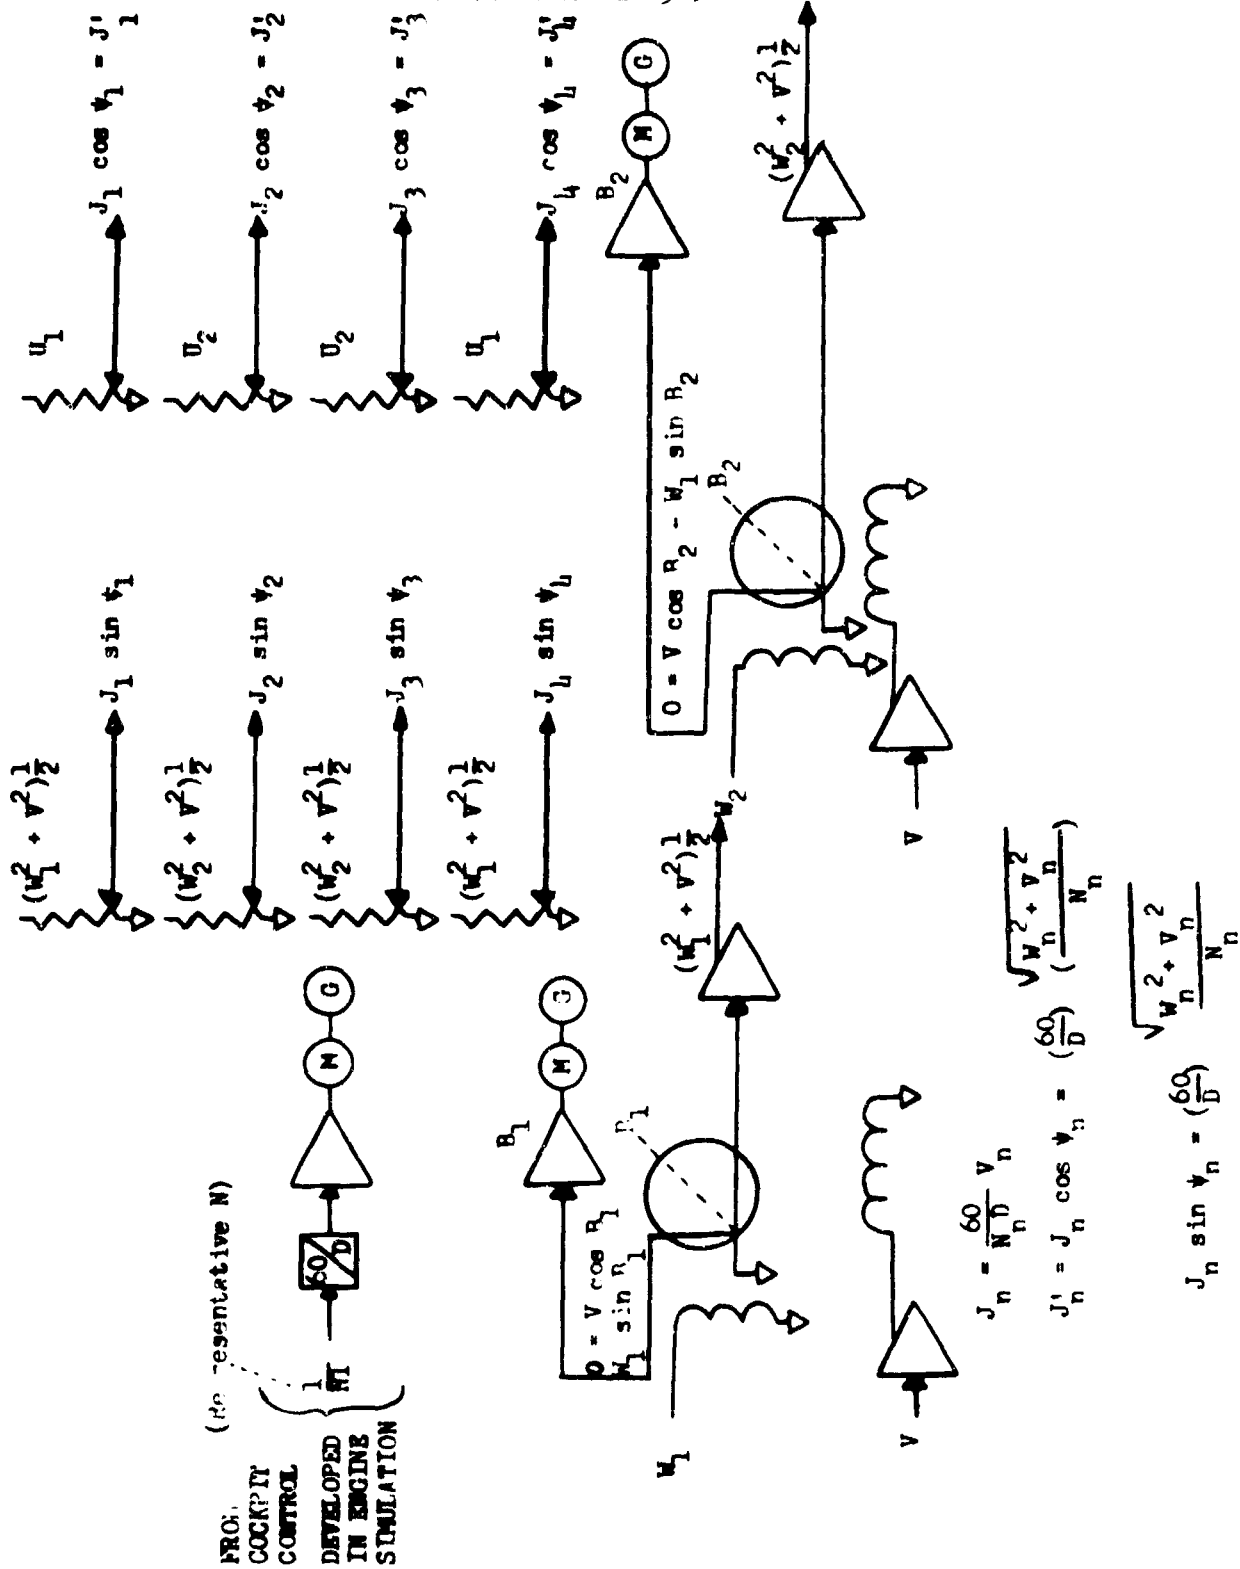 (W₁² + V²)½
J₁ sin ψ₁
U₁
J₁ cos ψ₁ = J'₁
(W₂² + V²)½
J₂ sin ψ₂
U₂
J₂ cos ψ₂ = J'₂
(W₂² + V²)½
J₃ sin ψ₃
U₂
J₃ cos ψ₃ = J'₃
(W₁² + V²)½
J₄ sin ψ₄
U₁
J₄ cos ψ₄ = J'₄
N)
FROM
COCKPIT
CONTROL
DEVELOPED
IN ENGINE
SIMULATION
1/N1
60/D
M
G
B₁
M
G
O = V cos B₁
W₁ sin B₁
B₁
W₁
(W₁² + V²)½
V
B₂
M
G
O = V cos B₂ - W₁ sin B₂
B₂
W₂
(W₂² + V²)½
V
Jₙ = 60/NₙD Vₙ
J'ₙ = Jₙ cos ψₙ = (60/D) (√Wₙ² + Vₙ²/Nₙ)
Jₙ sin ψₙ = (60/D) √Wₙ² + Vₙ²/Nₙ